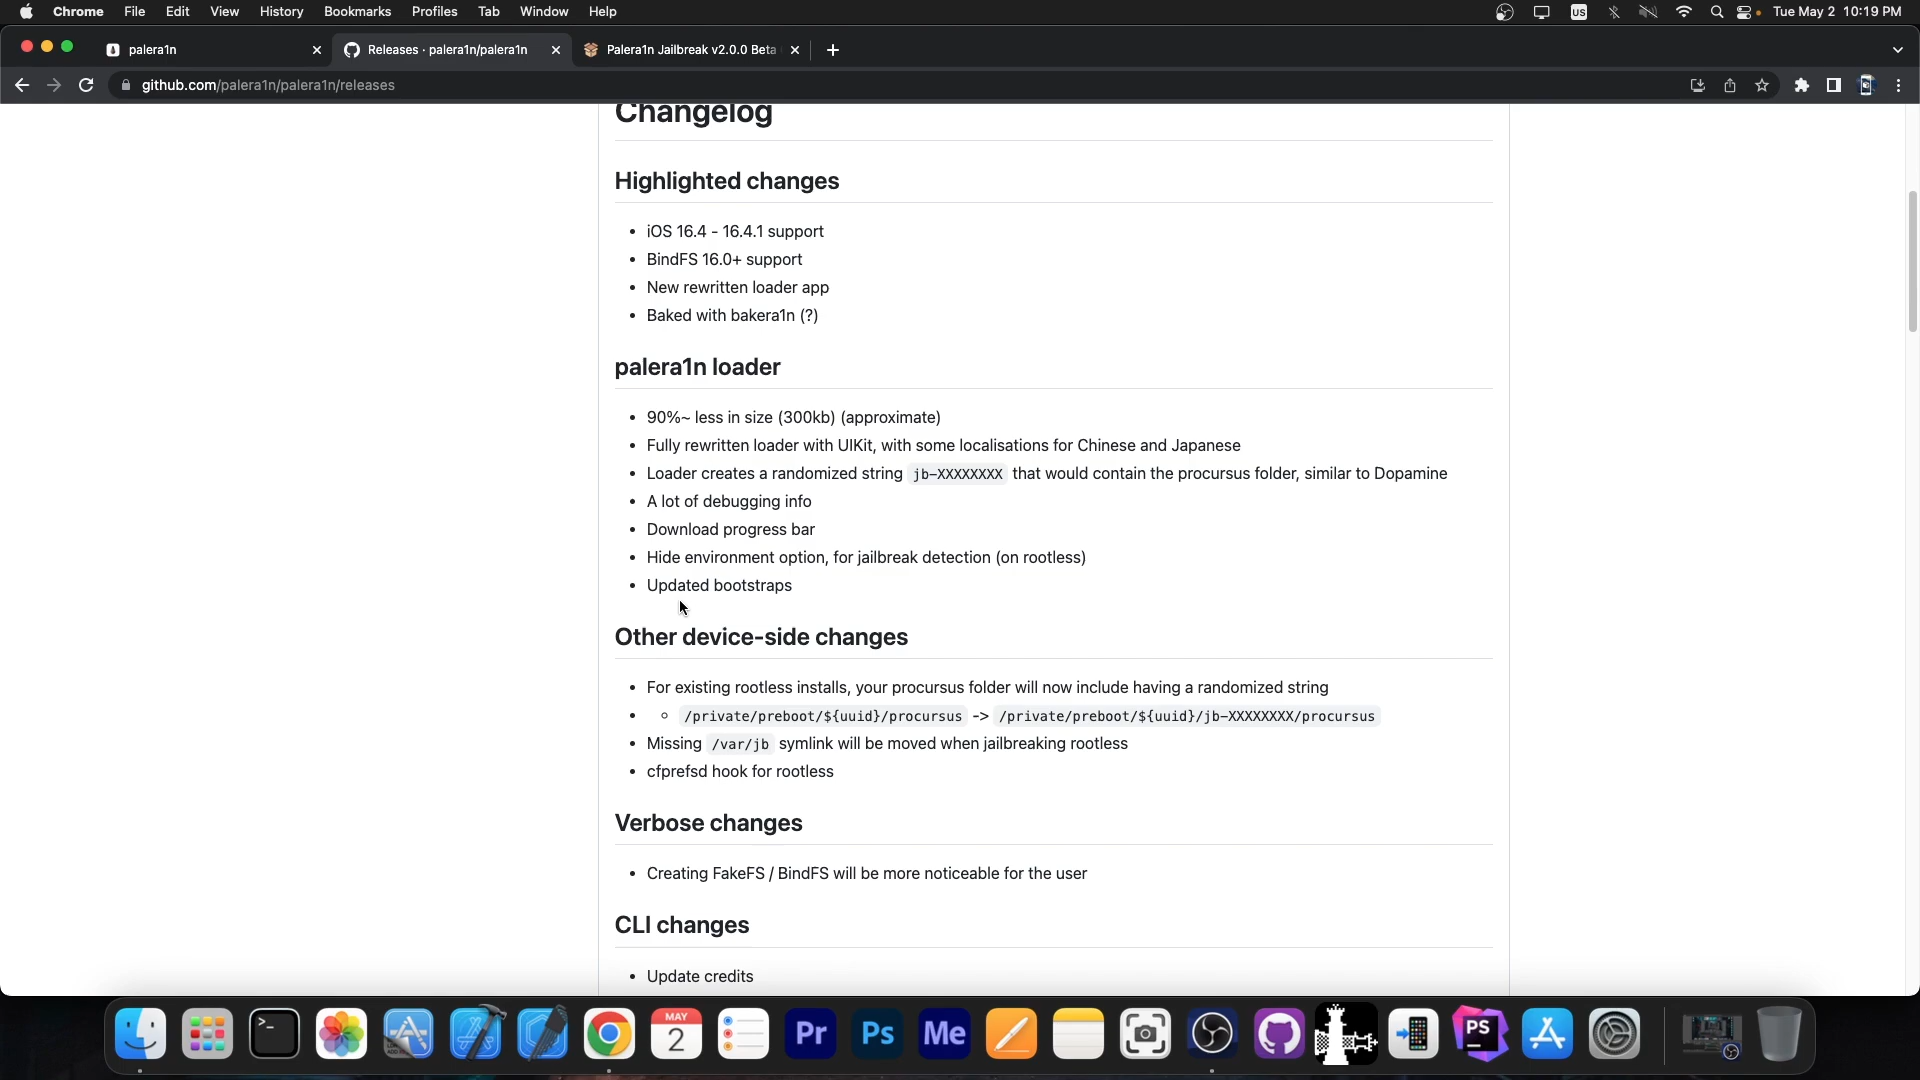 Chrome File Edit View History Bookmarks Profiles Tab Window Help US Tue May 2 10:19 PM
palera1n Releases · palera1n/palera1n Palera1n Jailbreak v2.0.0 Beta
github.com/palera1n/palera1n/releases
Changelog
Highlighted changes
• iOS 16.4 - 16.4.1 support
• BindFS 16.0+ support
• New rewritten loader app
• Baked with bakera1n (?)
palera1n loader
• 90%~ less in size (300kb) (approximate)
• Fully rewritten loader with UIKit, with some localisations for Chinese and Japanese
• Loader creates a randomized string jb-XXXXXXXX that would contain the procursus folder, similar to Dopamine
• A lot of debugging info
• Download progress bar
• Hide environment option, for jailbreak detection (on rootless)
• Updated bootstraps
Other device-side changes
• For existing rootless installs, your procursus folder will now include having a randomized string
• ◦ /private/preboot/${uuid}/procursus -> /private/preboot/${uuid}/jb-XXXXXXXX/procursus
• Missing /var/jb symlink will be moved when jailbreaking rootless
• cfprefsd hook for rootless
Verbose changes
• Creating FakeFS / BindFS will be more noticeable for the user
CLI changes
• Update credits
MAY
2
Pr Ps Me PS